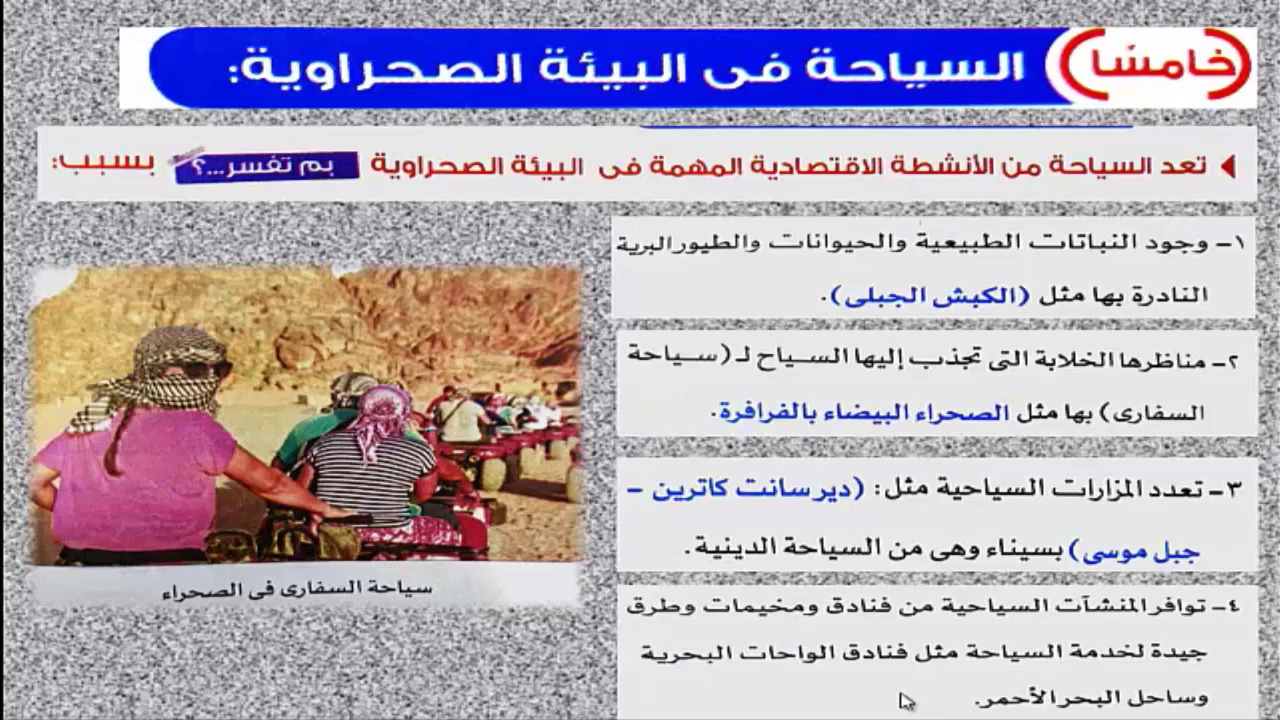 خامسًا
السياحة فى البيئة الصحراوية:
تعد السياحة من الأنشطة الاقتصادية المهمة فى البيئة الصحراوية بم تفسر...؟ بسبب:
١- وجود النباتات الطبيعية والحيوانات والطيور البرية
النادرة بها مثل (الكبش الجبلى).
٢- مناظرها الخلابة التى تجذب إليها السياح لـ (سياحة
السفارى) بها مثل الصحراء البيضاء بالفرافرة.
٣- تعدد المزارات السياحية مثل: (دير سانت كاترين -
جبل موسى) بسيناء وهى من السياحة الدينية.
٤- توافر المنشآت السياحية من فنادق ومخيمات وطرق
جيدة لخدمة السياحة مثل فنادق الواحات البحرية
وساحل البحر الأحمر.
سياحة السفارى فى الصحراء